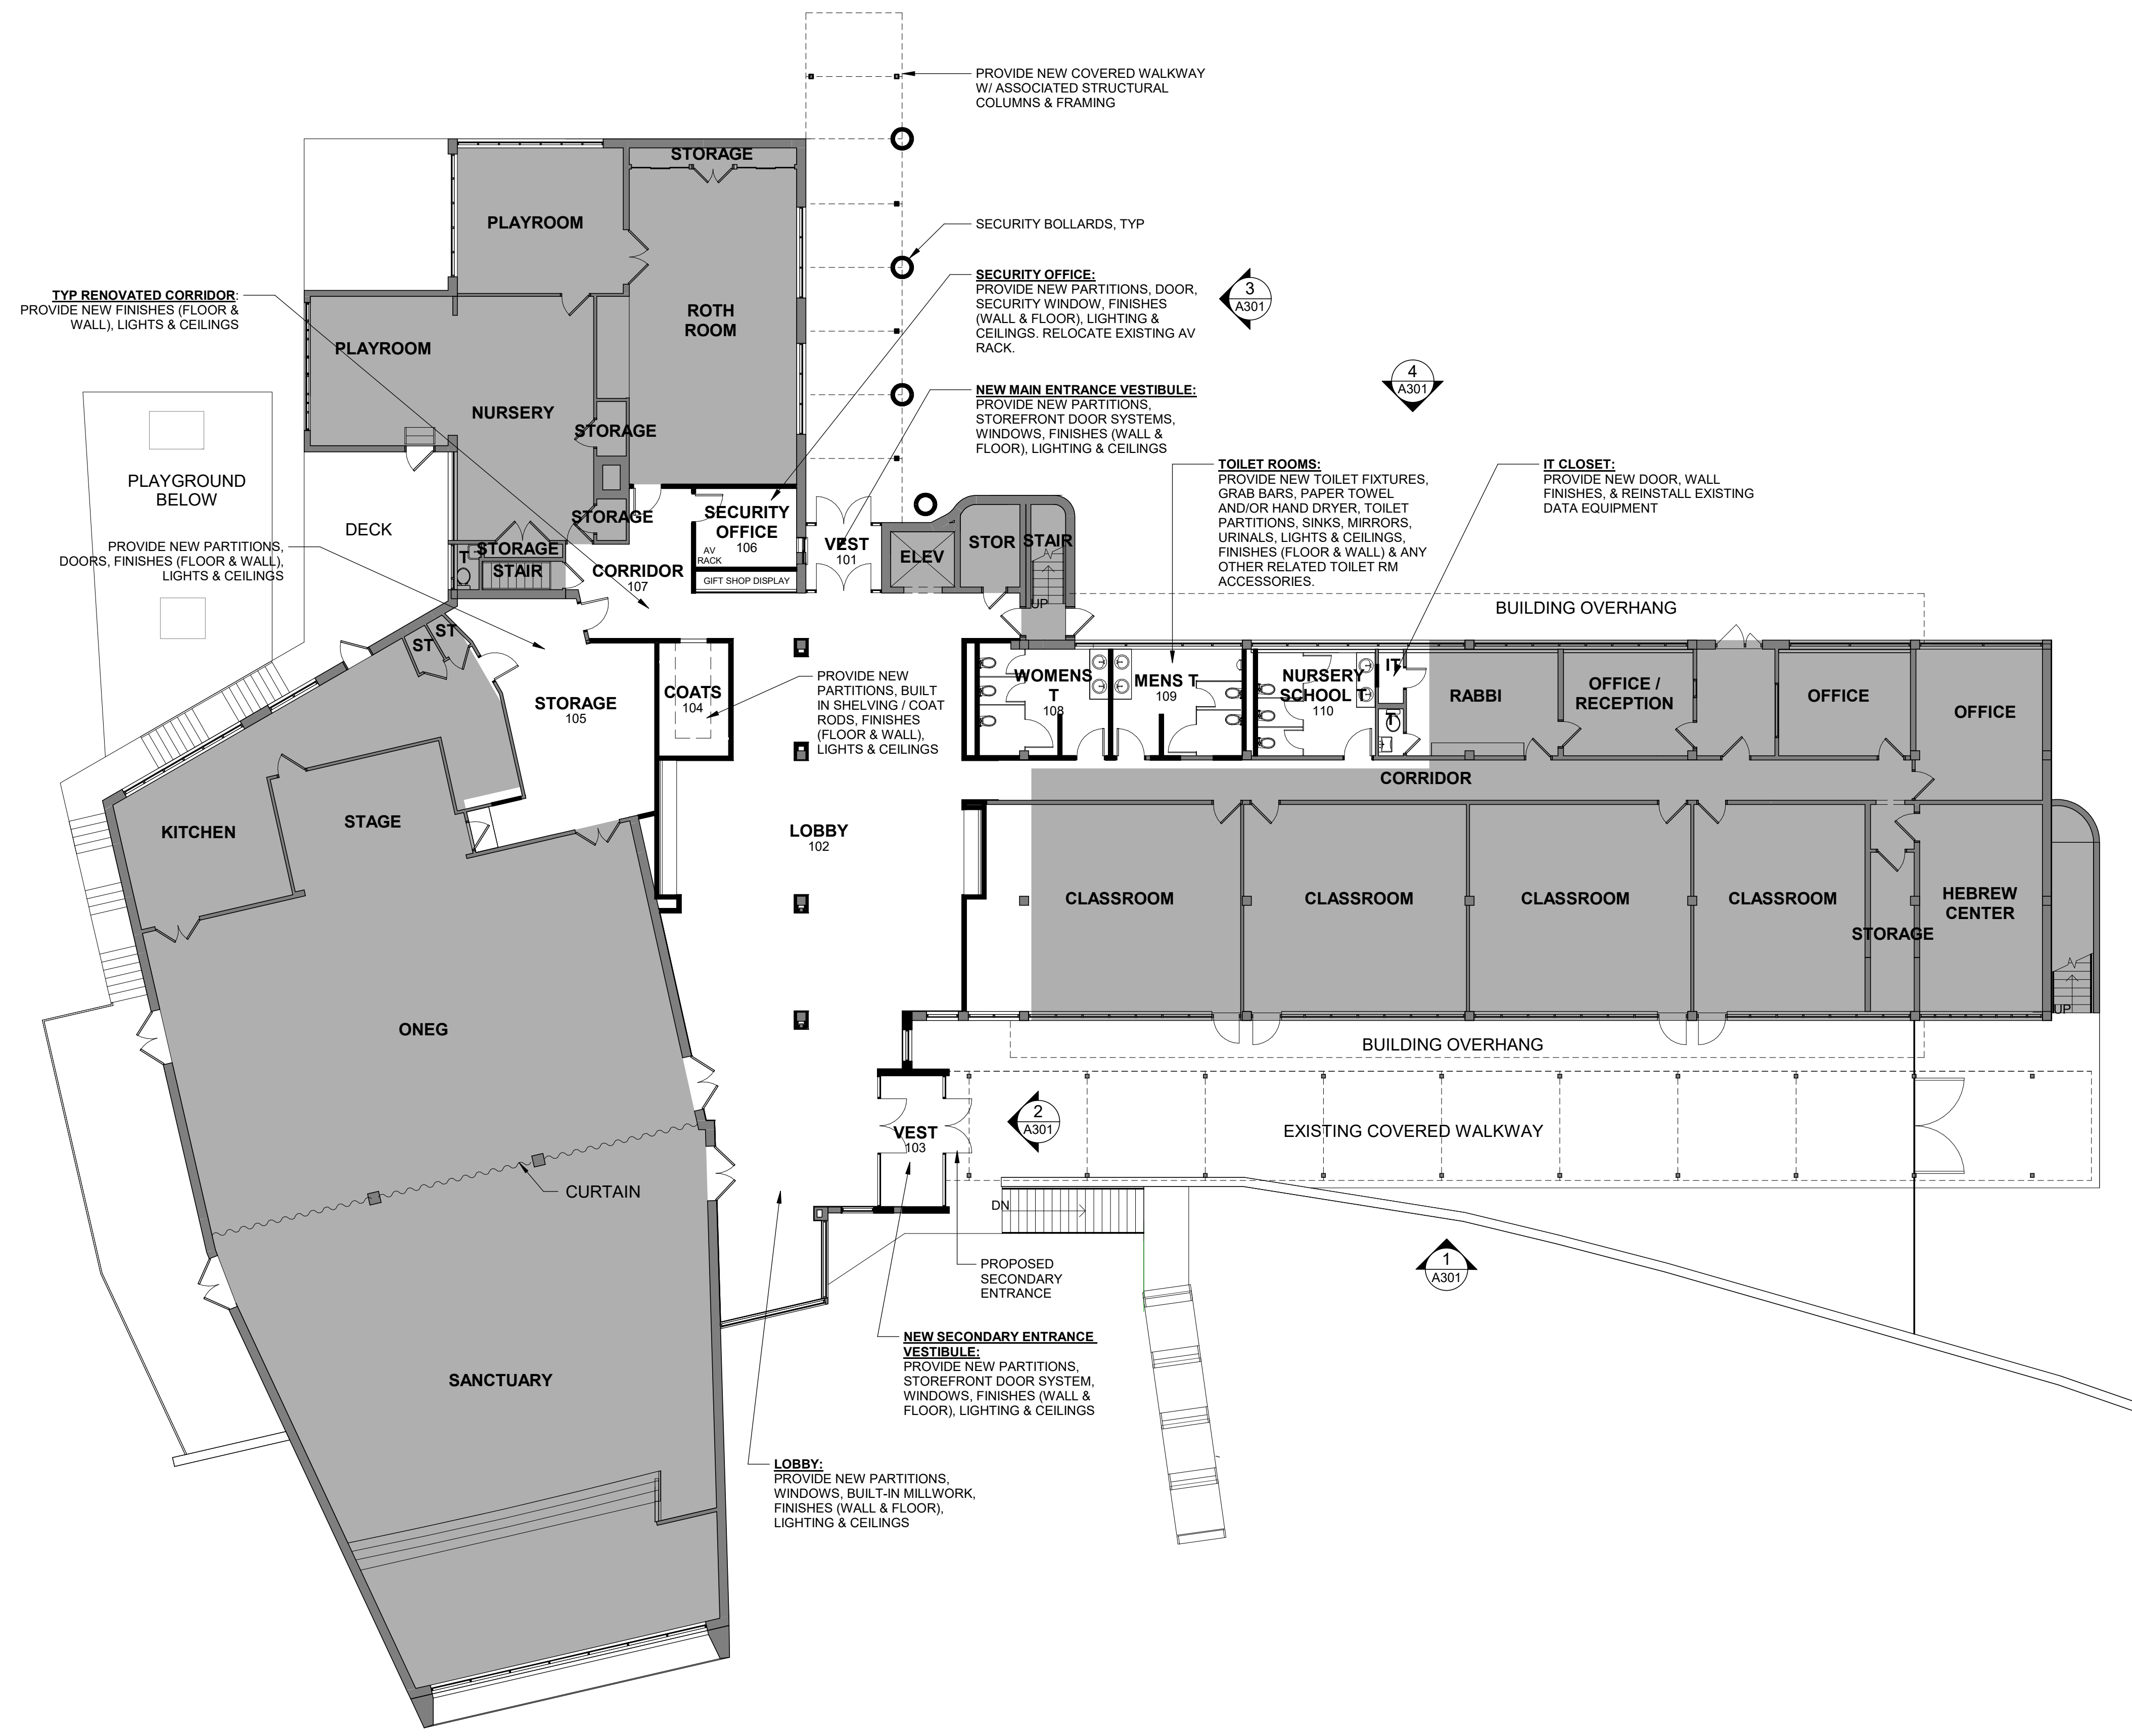 PROVIDE NEW COVERED WALKWAY
W/ ASSOCIATED STRUCTURAL
COLUMNS & FRAMING
STORAGE
PLAYROOM
SECURITY BOLLARDS, TYP
SECURITY OFFICE:
PROVIDE NEW PARTITIONS, DOOR,
SECURITY WINDOW, FINISHES
(WALL & FLOOR), LIGHTING &
CEILINGS. RELOCATE EXISTING AV
RACK.
3
A301
TYP RENOVATED CORRIDOR:
PROVIDE NEW FINISHES (FLOOR &
WALL), LIGHTS & CEILINGS
ROTH
ROOM
PLAYROOM
4
A301
NEW MAIN ENTRANCE VESTIBULE:
PROVIDE NEW PARTITIONS,
STOREFRONT DOOR SYSTEMS,
WINDOWS, FINISHES (WALL &
FLOOR), LIGHTING & CEILINGS
NURSERY
STORAGE
TOILET ROOMS:
PROVIDE NEW TOILET FIXTURES,
GRAB BARS, PAPER TOWEL
AND/OR HAND DRYER, TOILET
PARTITIONS, SINKS, MIRRORS,
URINALS, LIGHTS & CEILINGS,
FINISHES (FLOOR & WALL) & ANY
OTHER RELATED TOILET RM
ACCESSORIES.
IT CLOSET:
PROVIDE NEW DOOR, WALL
FINISHES, & REINSTALL EXISTING
DATA EQUIPMENT
PLAYGROUND
BELOW
DECK
STORAGE
SECURITY
OFFICE
106
AV
RACK
GIFT SHOP DISPLAY
VEST
101
ELEV
STOR
STAIR
UP
PROVIDE NEW PARTITIONS,
DOORS, FINISHES (FLOOR & WALL),
LIGHTS & CEILINGS
T
STORAGE
STAIR
CORRIDOR
107
BUILDING OVERHANG
ST
ST
STORAGE
105
COATS
104
PROVIDE NEW
PARTITIONS, BUILT
IN SHELVING / COAT
RODS, FINISHES
(FLOOR & WALL),
LIGHTS & CEILINGS
WOMENS
T
108
MENS T
109
NURSERY
SCHOOL T
110
IT
T
RABBI
OFFICE /
RECEPTION
OFFICE
OFFICE
CORRIDOR
KITCHEN
STAGE
LOBBY
102
CLASSROOM
CLASSROOM
CLASSROOM
CLASSROOM
STORAGE
HEBREW
CENTER
UP
ONEG
BUILDING OVERHANG
2
A301
VEST
103
EXISTING COVERED WALKWAY
CURTAIN
DN
1
A301
PROPOSED
SECONDARY
ENTRANCE
NEW SECONDARY ENTRANCE
VESTIBULE:
PROVIDE NEW PARTITIONS,
STOREFRONT DOOR SYSTEM,
WINDOWS, FINISHES (WALL &
FLOOR), LIGHTING & CEILINGS
SANCTUARY
LOBBY:
PROVIDE NEW PARTITIONS,
WINDOWS, BUILT-IN MILLWORK,
FINISHES (WALL & FLOOR),
LIGHTING & CEILINGS